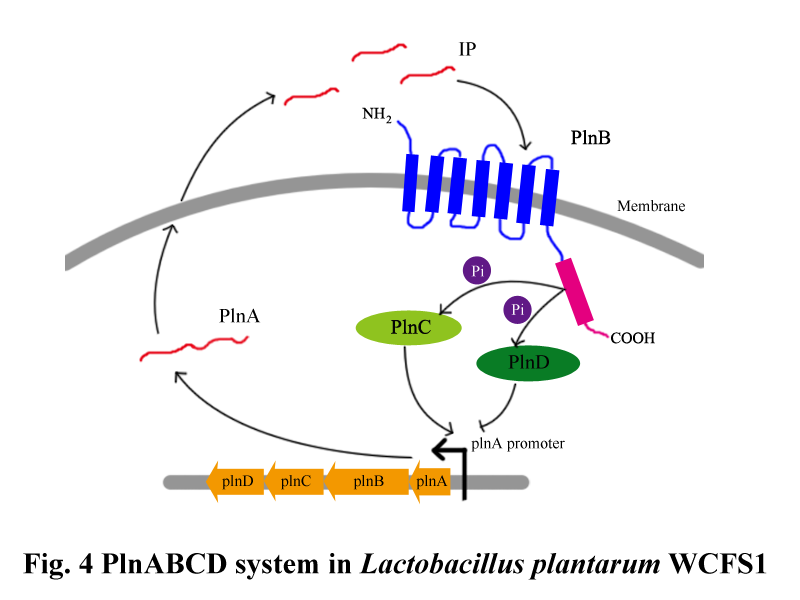 IP
NH₂
PlnB
Membrane
Pi
PlnA
Pi
PlnC
COOH
PlnD
plnA promoter
plnD plnC plnB plnA
Fig. 4 PlnABCD system in Lactobacillus plantarum WCFS1